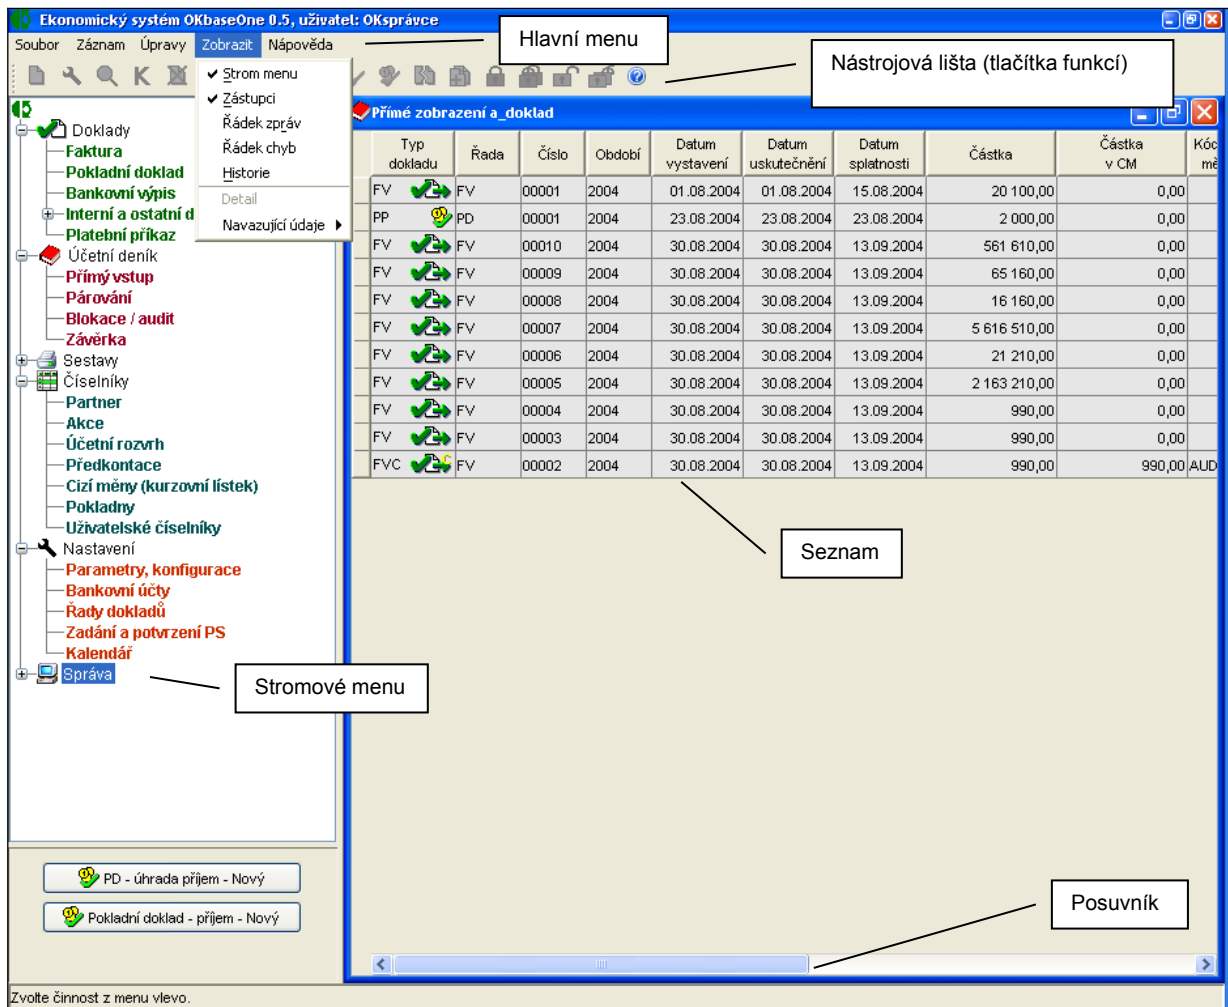 Ekonomický systém OKbaseOne 0.5, uživatel: OKsprávce
Soubor Záznam Úpravy Zobrazit Nápověda
Hlavní menu
Nástrojová lišta (tlačítka funkcí)
Strom menu
Zástupci
Řádek zpráv
Řádek chyb
Historie
Detail
Navazující údaje
Doklady
Faktura
Pokladní doklad
Bankovní výpis
Interní a ostatní d
Platební příkaz
Účetní deník
Přímý vstup
Párování
Blokace / audit
Závěrka
Sestavy
Číselníky
Partner
Akce
Účetní rozvrh
Předkontace
Cizí měny (kurzovní lístek)
Pokladny
Uživatelské číselníky
Nastavení
Parametry, konfigurace
Bankovní účty
Řady dokladů
Zadání a potvrzení PS
Kalendář
Správa
Stromové menu
PD - úhrada příjem - Nový
Pokladní doklad - příjem - Nový
Přímé zobrazení a_doklad
Typ dokladu Řada Číslo Období Datum vystavení Datum uskutečnění Datum splatnosti Částka Částka v CM Kód mě
FV FV 00001 2004 01.08.2004 01.08.2004 15.08.2004 20 100,00 0,00
PP PD 00001 2004 23.08.2004 23.08.2004 23.08.2004 2 000,00 0,00
FV FV 00010 2004 30.08.2004 30.08.2004 13.09.2004 561 610,00 0,00
FV FV 00009 2004 30.08.2004 30.08.2004 13.09.2004 65 160,00 0,00
FV FV 00008 2004 30.08.2004 30.08.2004 13.09.2004 16 160,00 0,00
FV FV 00007 2004 30.08.2004 30.08.2004 13.09.2004 5 616 510,00 0,00
FV FV 00006 2004 30.08.2004 30.08.2004 13.09.2004 21 210,00 0,00
FV FV 00005 2004 30.08.2004 30.08.2004 13.09.2004 2 163 210,00 0,00
FV FV 00004 2004 30.08.2004 30.08.2004 13.09.2004 990,00 0,00
FV FV 00003 2004 30.08.2004 30.08.2004 13.09.2004 990,00 0,00
FVC FV 00002 2004 30.08.2004 30.08.2004 13.09.2004 990,00 990,00 AUD
Seznam
Posuvník
Zvolte činnost z menu vlevo.